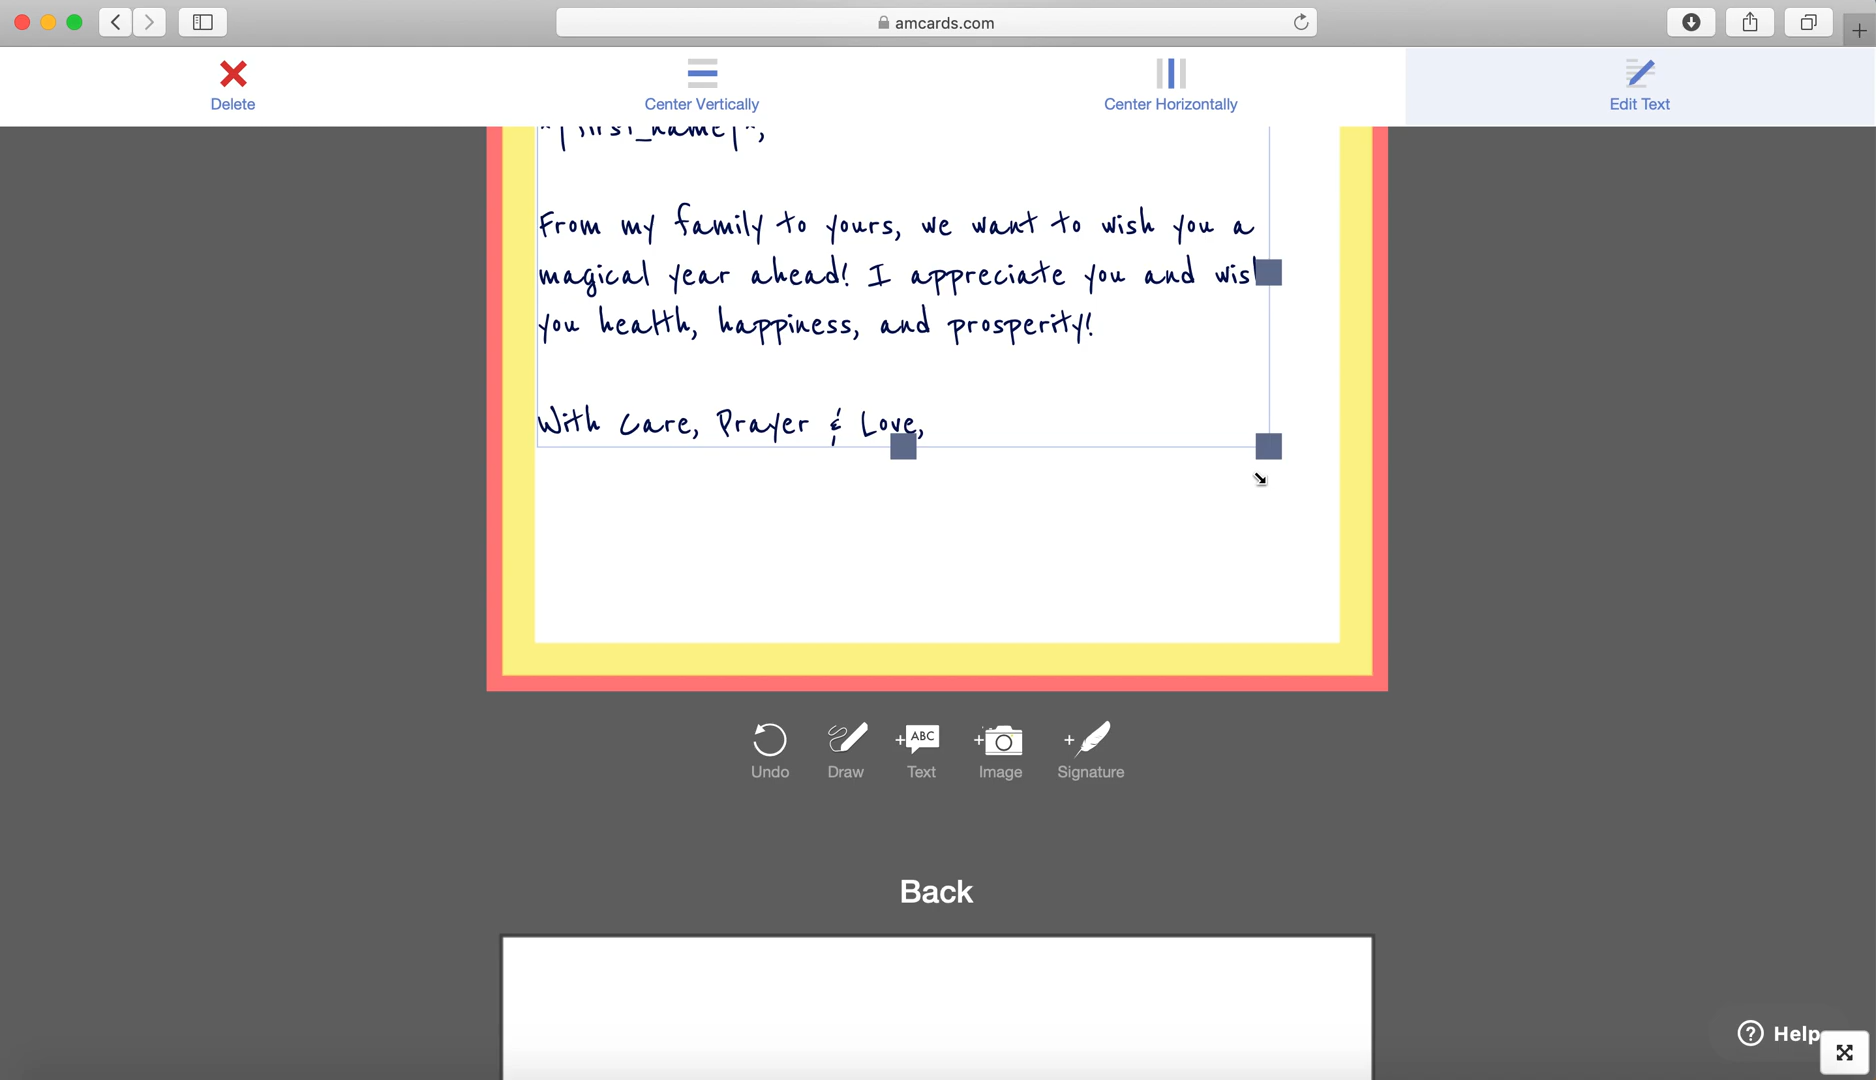 amcards.com
Delete
Center Vertically
Center Horizontally
Edit Text
*|first_name|*,
From my family to yours, we want to wish you a
magical year ahead! I appreciate you and wish
you health, happiness, and prosperity!
With Care, Prayer & Love,
Undo
Draw
+ABC Text
+ Image
+ Signature
Back
? Help